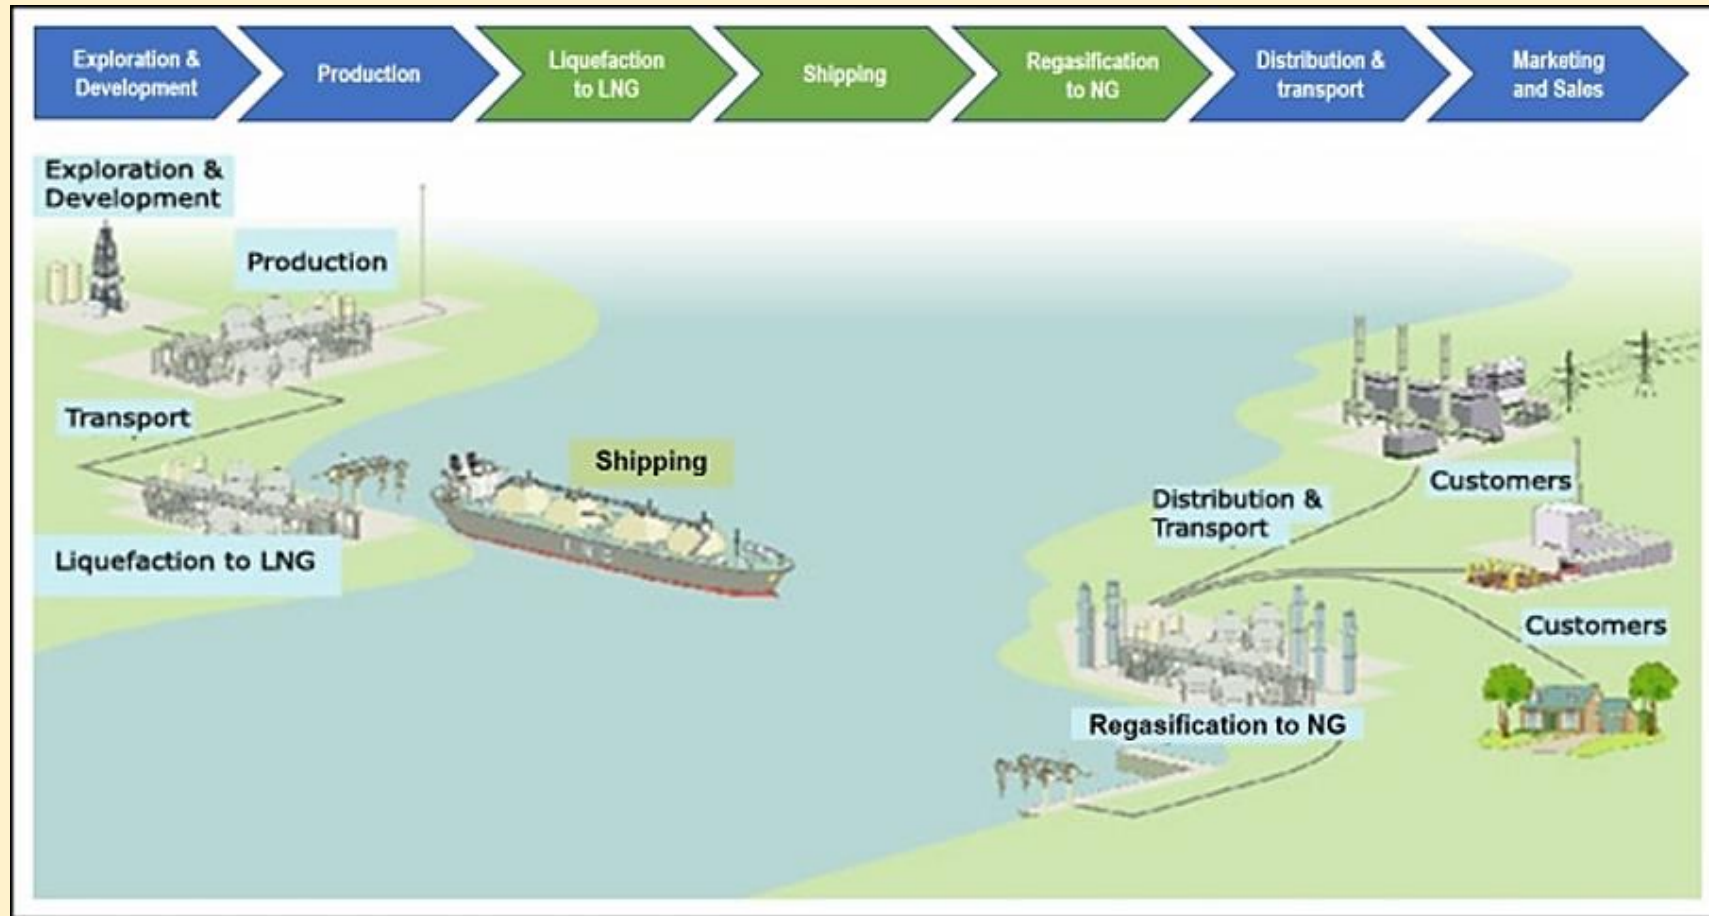 Exploration &
Development
Production
Liquefaction
to LNG
Shipping
Regasification
to NG
Distribution &
transport
Marketing
and Sales
Exploration &
Development
Production
Transport
Liquefaction to LNG
Shipping
LNG
Distribution &
Transport
Customers
Customers
Regasification to NG